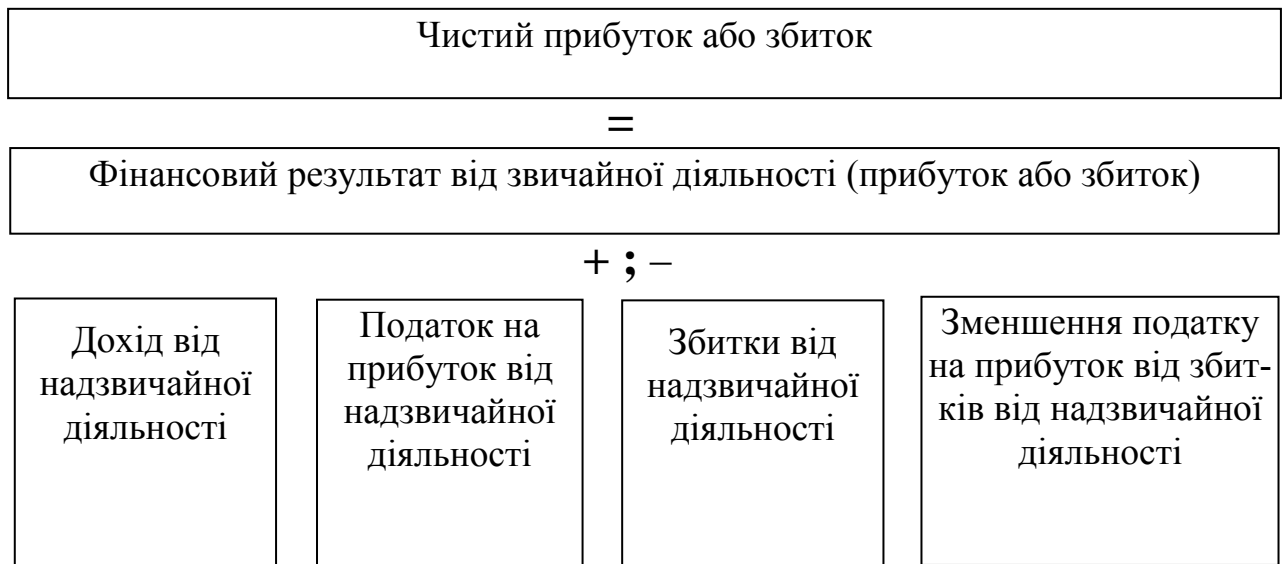 Чистий прибуток або збиток
=
Фінансовий результат від звичайної діяльності (прибуток або збиток)
+ ; –
Дохід від
надзвичайної
діяльності
Податок на
прибуток від
надзвичайної
діяльності
Збитки від
надзвичайної
діяльності
Зменшення податку
на прибуток від збит-
ків від надзвичайної
діяльності